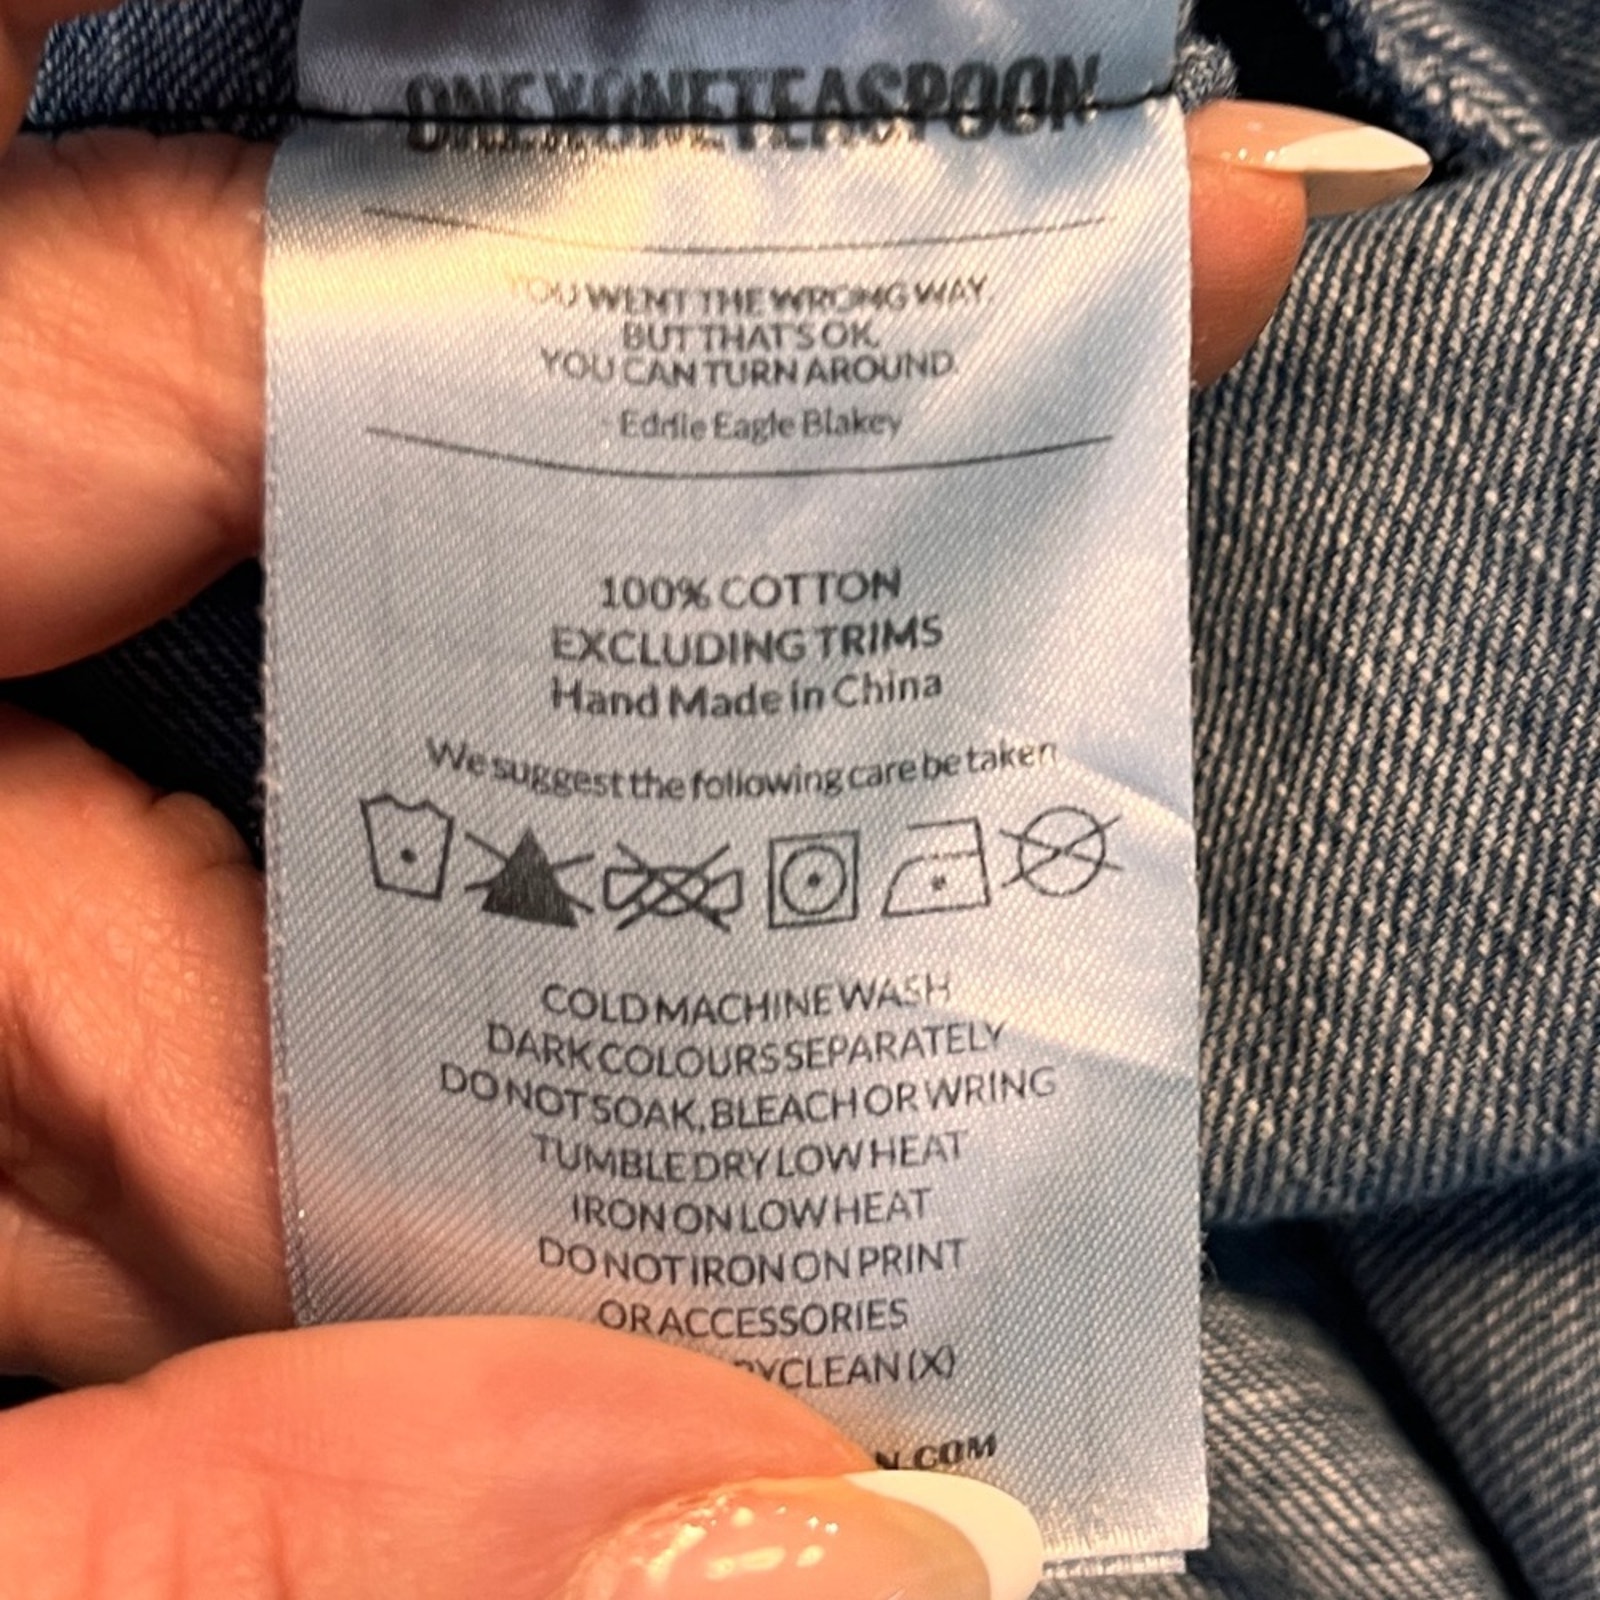 ONEXONETEASPOON
YOU WENT THE WRONG WAY.
BUT THAT'S OK.
YOU CAN TURN AROUND.
- Eddie Eagle Blakey
100% COTTON
EXCLUDING TRIMS
Hand Made in China
We suggest the following care be taken
COLD MACHINE WASH
DARK COLOURS SEPARATELY
DO NOT SOAK, BLEACH OR WRING
TUMBLE DRY LOW HEAT
IRON ON LOW HEAT
DO NOT IRON ON PRINT
OR ACCESSORIES
RYCLEAN (X)
N.COM